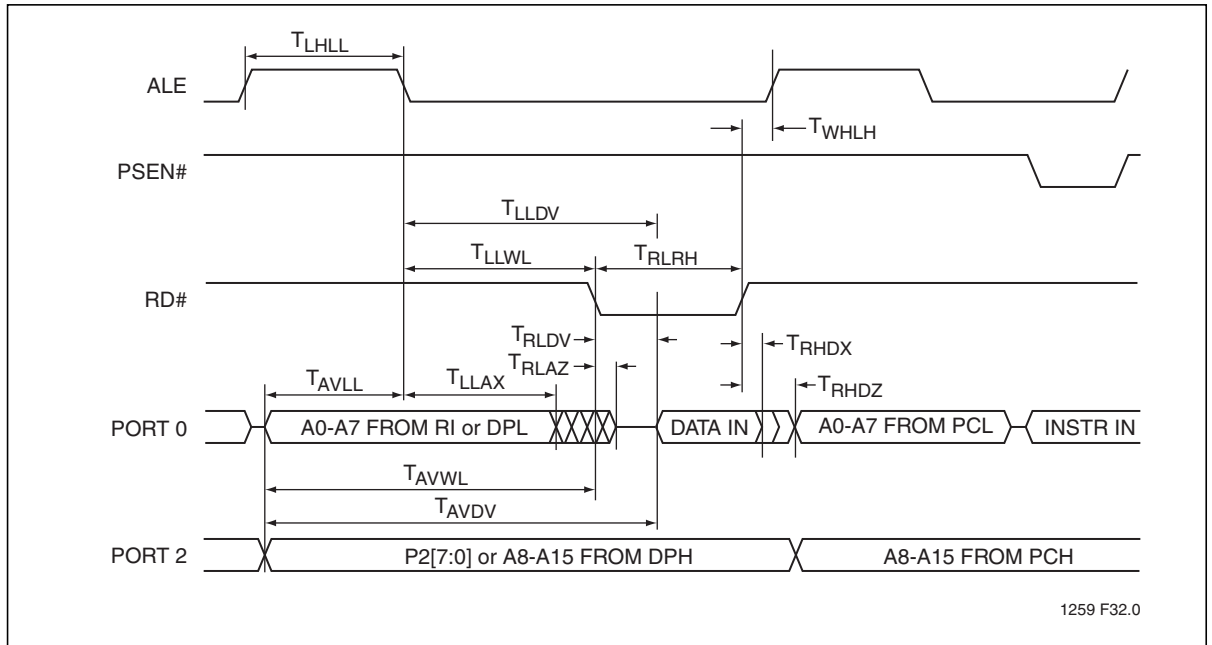 TLHLL
ALE
TWHLH
PSEN#
TLLDV
TLLWL
TRLRH
RD#
TRLDV
TRHDX
TRLAZ
TAVLL
TLLAX
TRHDZ
PORT 0
A0-A7 FROM RI or DPL
DATA IN
A0-A7 FROM PCL
INSTR IN
TAVWL
TAVDV
PORT 2
P2[7:0] or A8-A15 FROM DPH
A8-A15 FROM PCH
1259 F32.0